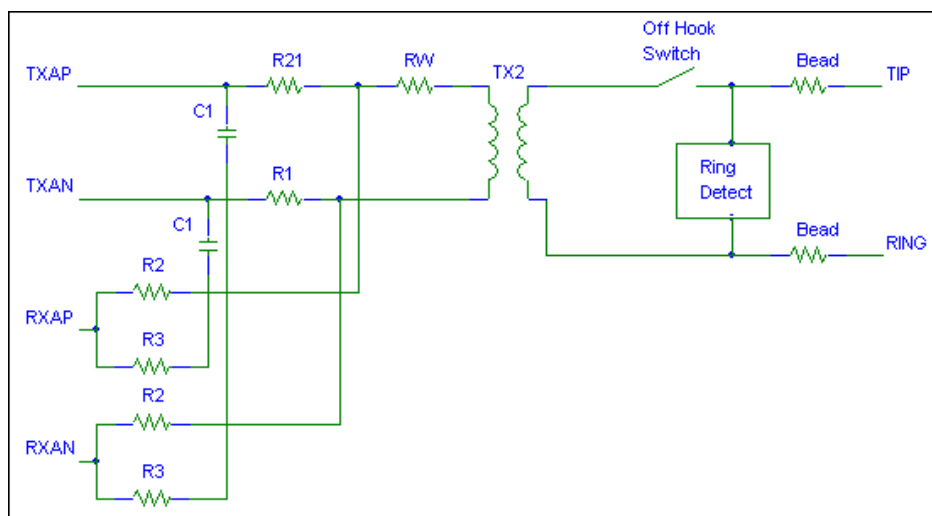 Off Hook
Switch
TXAP
R21
RW
TX2
Bead
TIP
C1
TXAN
R1
Ring
Detect
C1
Bead
RING
R2
RXAP
R3
R2
RXAN
R3